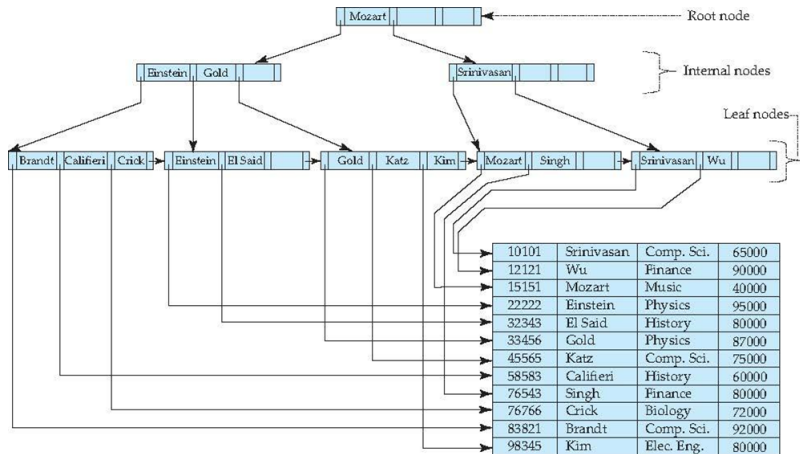 Mozart
Root node
Einstein Gold
Srinivasan
Internal nodes
Leaf nodes
Brandt Califieri Crick
Einstein El Said
Gold Katz Kim
Mozart Singh
Srinivasan Wu
10101 Srinivasan Comp. Sci. 65000
12121 Wu Finance 90000
15151 Mozart Music 40000
22222 Einstein Physics 95000
32343 El Said History 80000
33456 Gold Physics 87000
45565 Katz Comp. Sci. 75000
58583 Califieri History 60000
76543 Singh Finance 80000
76766 Crick Biology 72000
83821 Brandt Comp. Sci. 92000
98345 Kim Elec. Eng. 80000